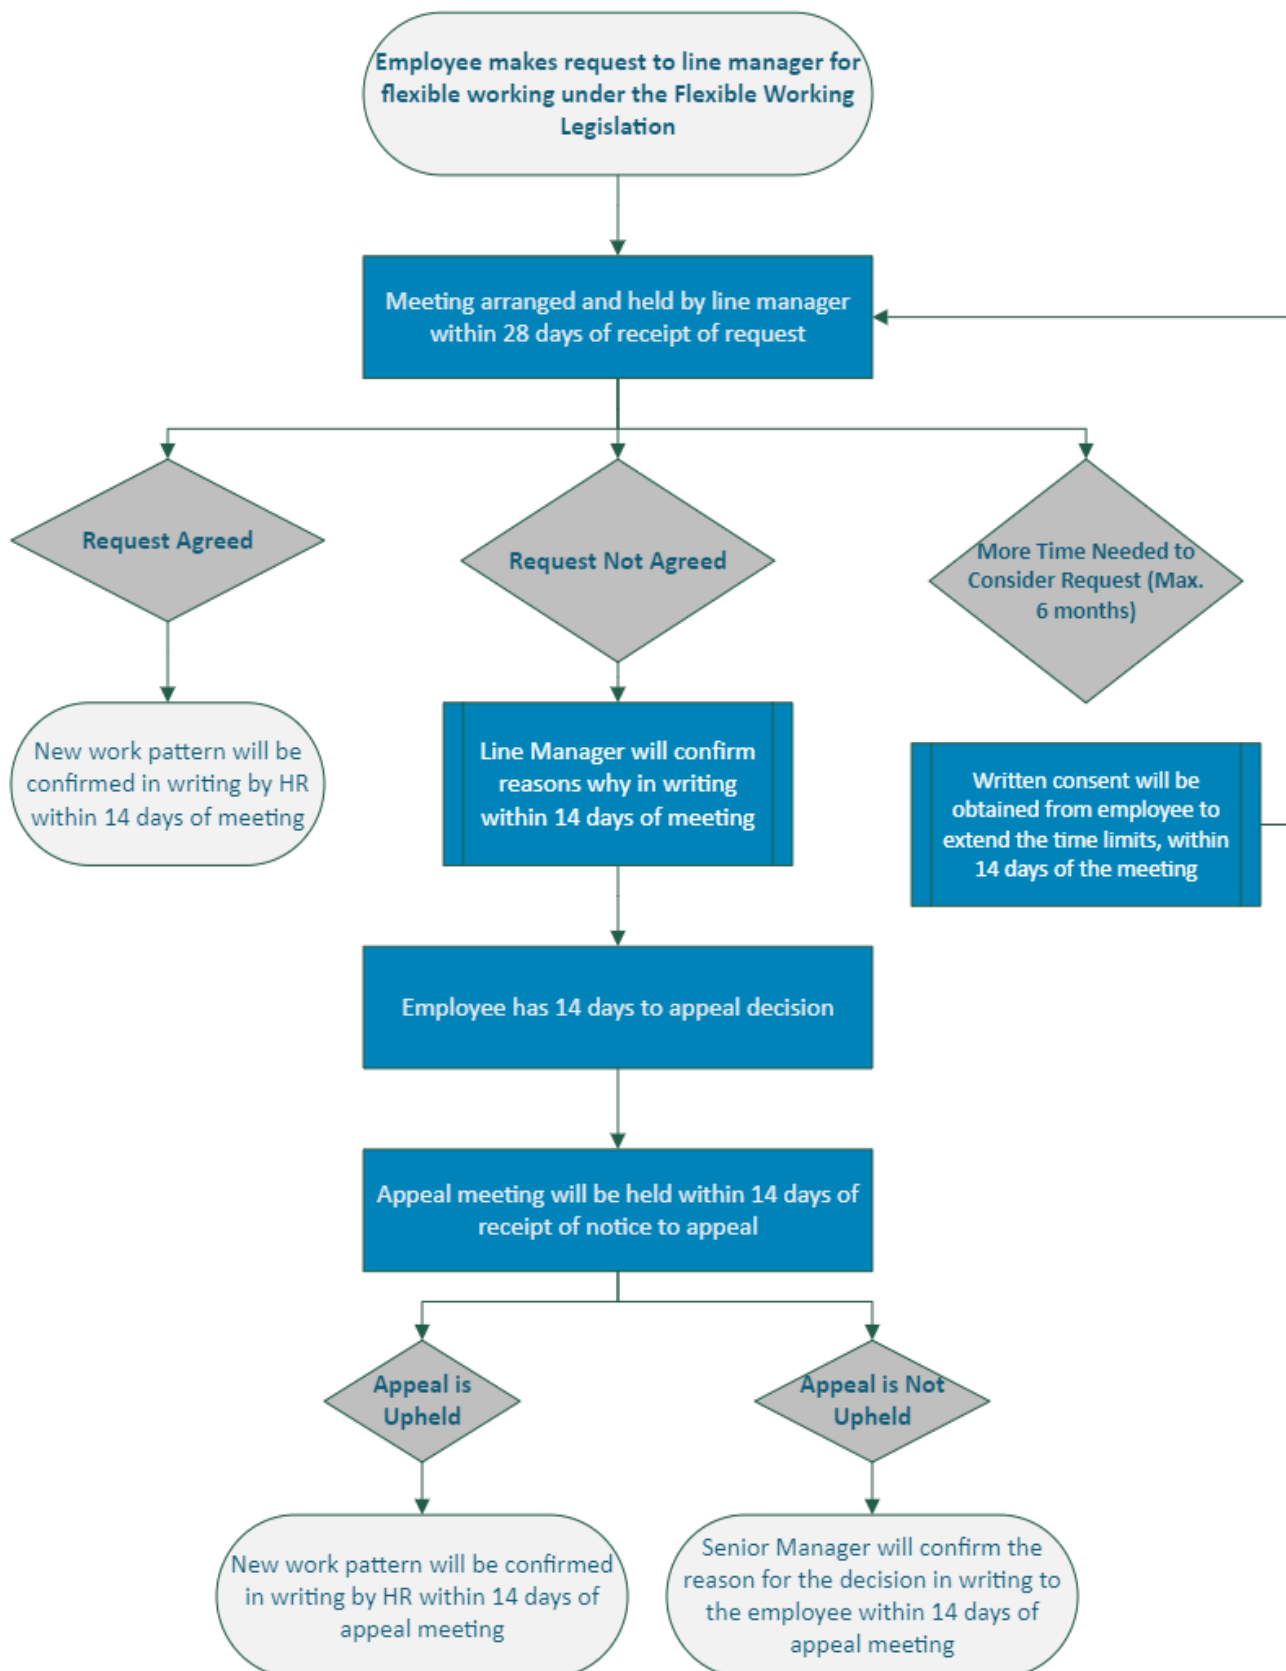 Employee makes request to line manager for
flexible working under the Flexible Working
Legislation
Meeting arranged and held by line manager
within 28 days of receipt of request
Request Agreed
Request Not Agreed
More Time Needed to
Consider Request (Max.
6 months)
New work pattern will be
confirmed in writing by HR
within 14 days of meeting
Line Manager will confirm
reasons why in writing
within 14 days of meeting
Written consent will be
obtained from employee to
extend the time limits, within
14 days of the meeting
Employee has 14 days to appeal decision
Appeal meeting will be held within 14 days of
receipt of notice to appeal
Appeal is
Upheld
Appeal is Not
Upheld
New work pattern will be confirmed
in writing by HR within 14 days of
appeal meeting
Senior Manager will confirm the
reason for the decision in writing to
the employee within 14 days of
appeal meeting